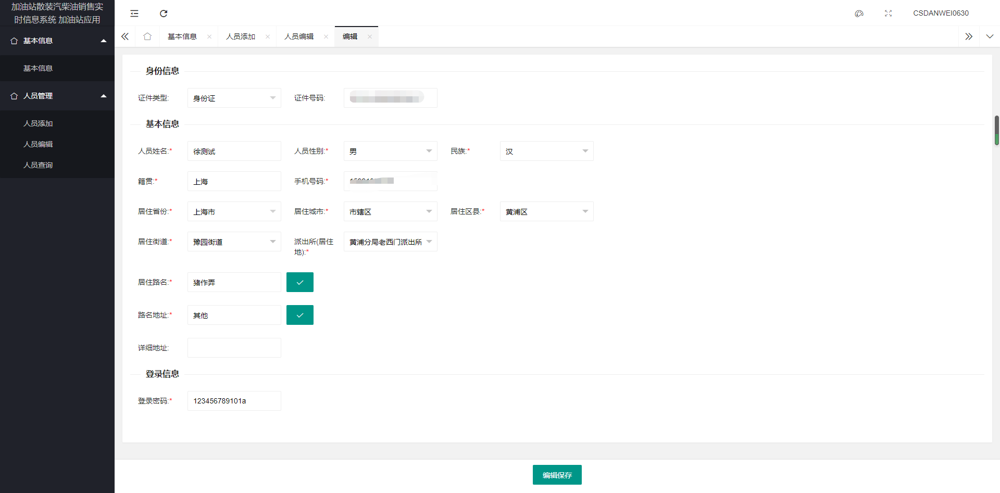 加油站散装汽柴油销售实
时信息系统 加油站应用
CSDANWEI0630
基本信息
人员添加
人员编辑
编辑
基本信息
基本信息
人员管理
人员添加
人员编辑
人员查询
身份信息
证件类型: 身份证 证件号码:
基本信息
人员姓名:* 徐测试 人员性别:* 男 民族:* 汉
籍贯:* 上海 手机号码:*
居住省份:* 上海市 居住城市:* 市辖区 居住区县:* 黄浦区
居住街道:* 豫园街道 派出所(居住
地):* 黄浦分局老西门派出所
居住路名:* 猪作弄
路名地址:* 其他
详细地址:
登录信息
登录密码:* 123456789101a
编辑保存